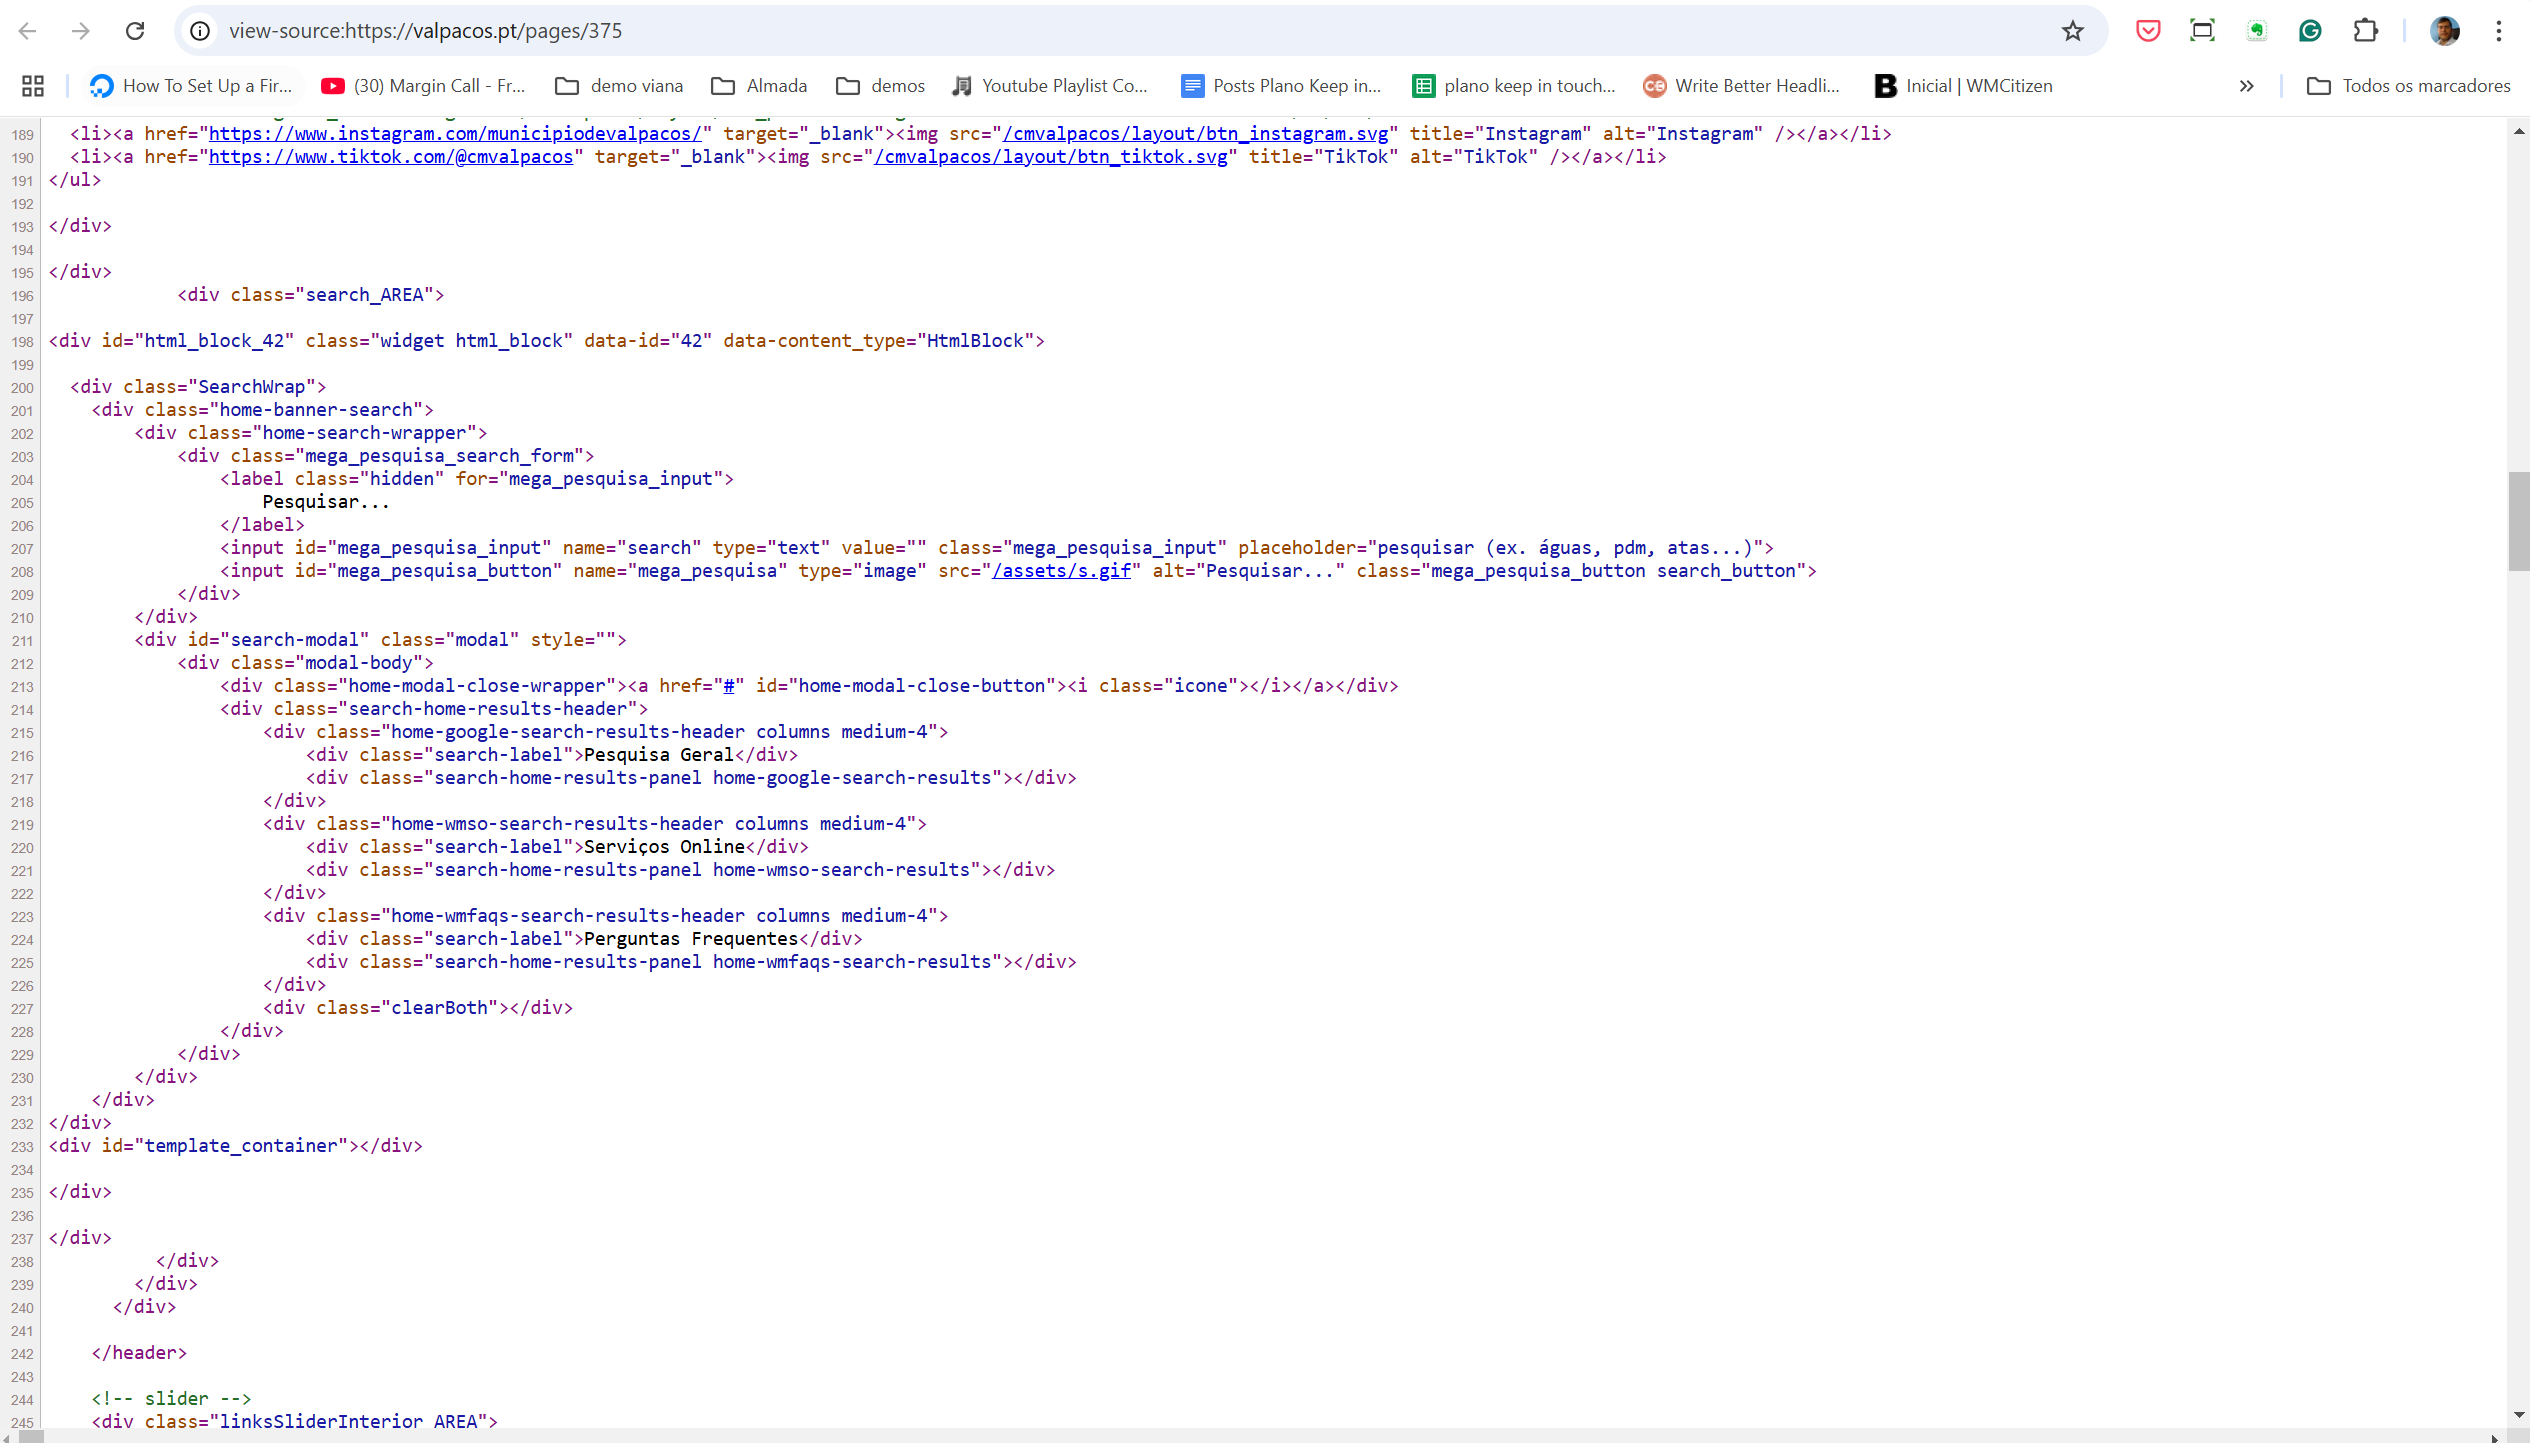 view-source:https://valpacos.pt/pages/375
How To Set Up a Fir... (30) Margin Call - Fr... demo viana Almada demos Youtube Playlist Co... Posts Plano Keep in... plano keep in touch... Write Better Headli... Inicial | WMCitizen » Todos os marcadores
189 <li><a href="https://www.instagram.com/municipiodevalpacos/" target="_blank"><img src="/cmvalpacos/layout/btn_instagram.svg" title="Instagram" alt="Instagram" /></a></li>
190 <li><a href="https://www.tiktok.com/@cmvalpacos" target="_blank"><img src="/cmvalpacos/layout/btn_tiktok.svg" title="TikTok" alt="TikTok" /></a></li>
191 </ul>
192
193 </div>
194
195 </div>
196 <div class="search_AREA">
197
198 <div id="html_block_42" class="widget html_block" data-id="42" data-content_type="HtmlBlock">
199
200 <div class="SearchWrap">
201 <div class="home-banner-search">
202 <div class="home-search-wrapper">
203 <div class="mega_pesquisa_search_form">
204 <label class="hidden" for="mega_pesquisa_input">
205 Pesquisar...
206 </label>
207 <input id="mega_pesquisa_input" name="search" type="text" value="" class="mega_pesquisa_input" placeholder="pesquisar (ex. águas, pdm, atas...)">
208 <input id="mega_pesquisa_button" name="mega_pesquisa" type="image" src="/assets/s.gif" alt="Pesquisar..." class="mega_pesquisa_button search_button">
209 </div>
210 </div>
211 <div id="search-modal" class="modal" style="">
212 <div class="modal-body">
213 <div class="home-modal-close-wrapper"><a href="#" id="home-modal-close-button"><i class="icone"></i></a></div>
214 <div class="search-home-results-header">
215 <div class="home-google-search-results-header columns medium-4">
216 <div class="search-label">Pesquisa Geral</div>
217 <div class="search-home-results-panel home-google-search-results"></div>
218 </div>
219 <div class="home-wmso-search-results-header columns medium-4">
220 <div class="search-label">Serviços Online</div>
221 <div class="search-home-results-panel home-wmso-search-results"></div>
222 </div>
223 <div class="home-wmfaqs-search-results-header columns medium-4">
224 <div class="search-label">Perguntas Frequentes</div>
225 <div class="search-home-results-panel home-wmfaqs-search-results"></div>
226 </div>
227 <div class="clearBoth"></div>
228 </div>
229 </div>
230 </div>
231 </div>
232 </div>
233 <div id="template_container"></div>
234
235 </div>
236
237 </div>
238 </div>
239 </div>
240 </div>
241
242 </header>
243
244 <!-- slider -->
245 <div class="linksSliderInterior AREA">